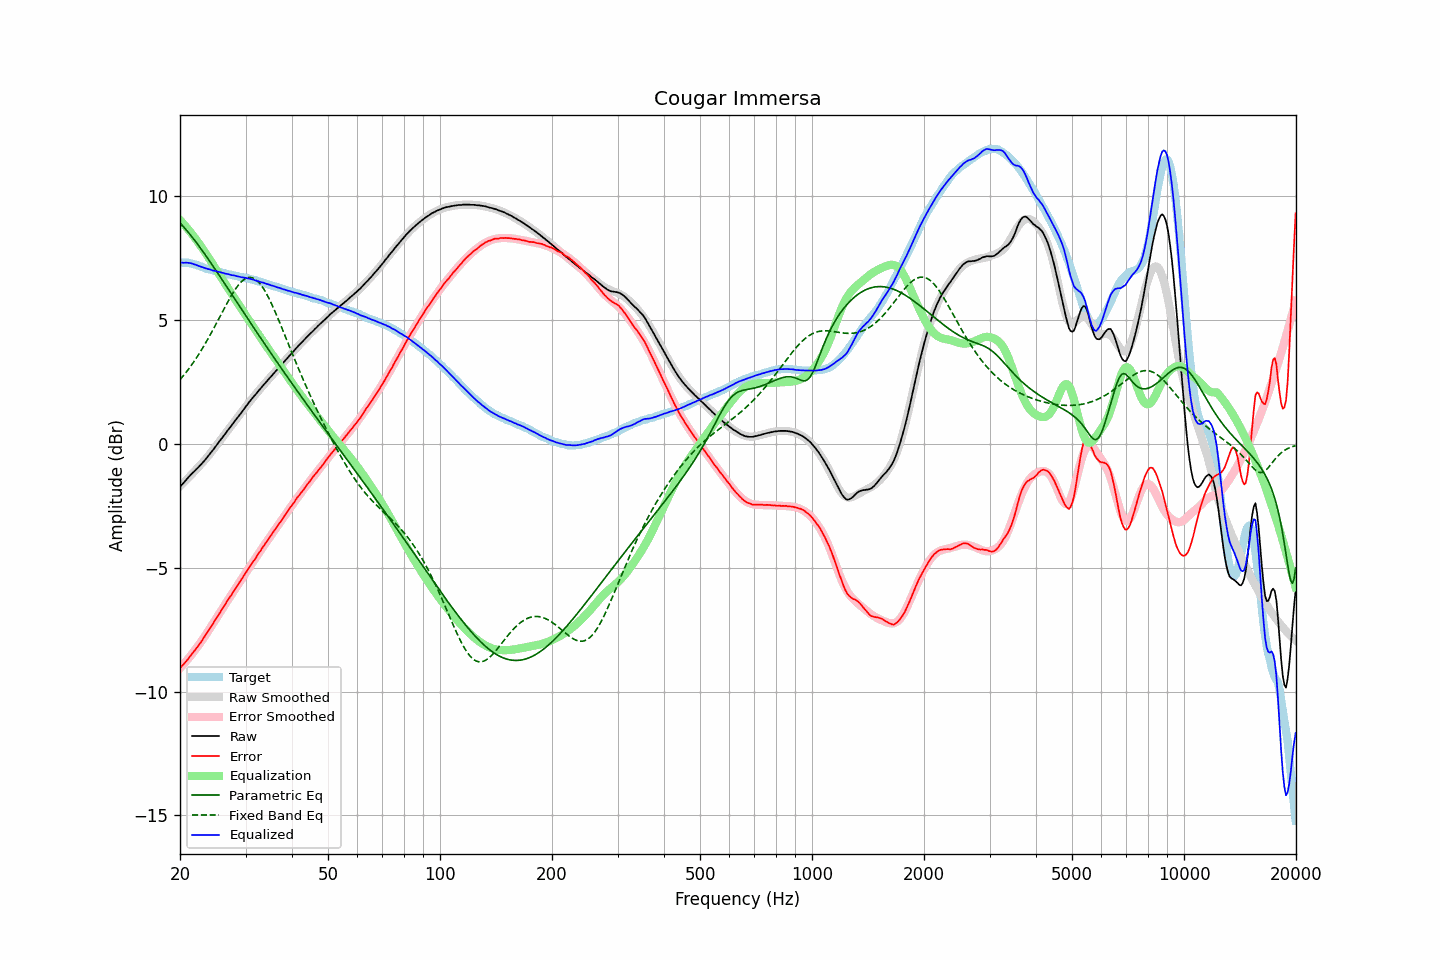 Cougar Immersa
Amplitude (dBr)
10
5
0
−5
−10
−15
Target
Raw Smoothed
Error Smoothed
Raw
Error
Equalization
Parametric Eq
Fixed Band Eq
Equalized
20 50 100 200 500 1000 2000 5000 10000 20000
Frequency (Hz)